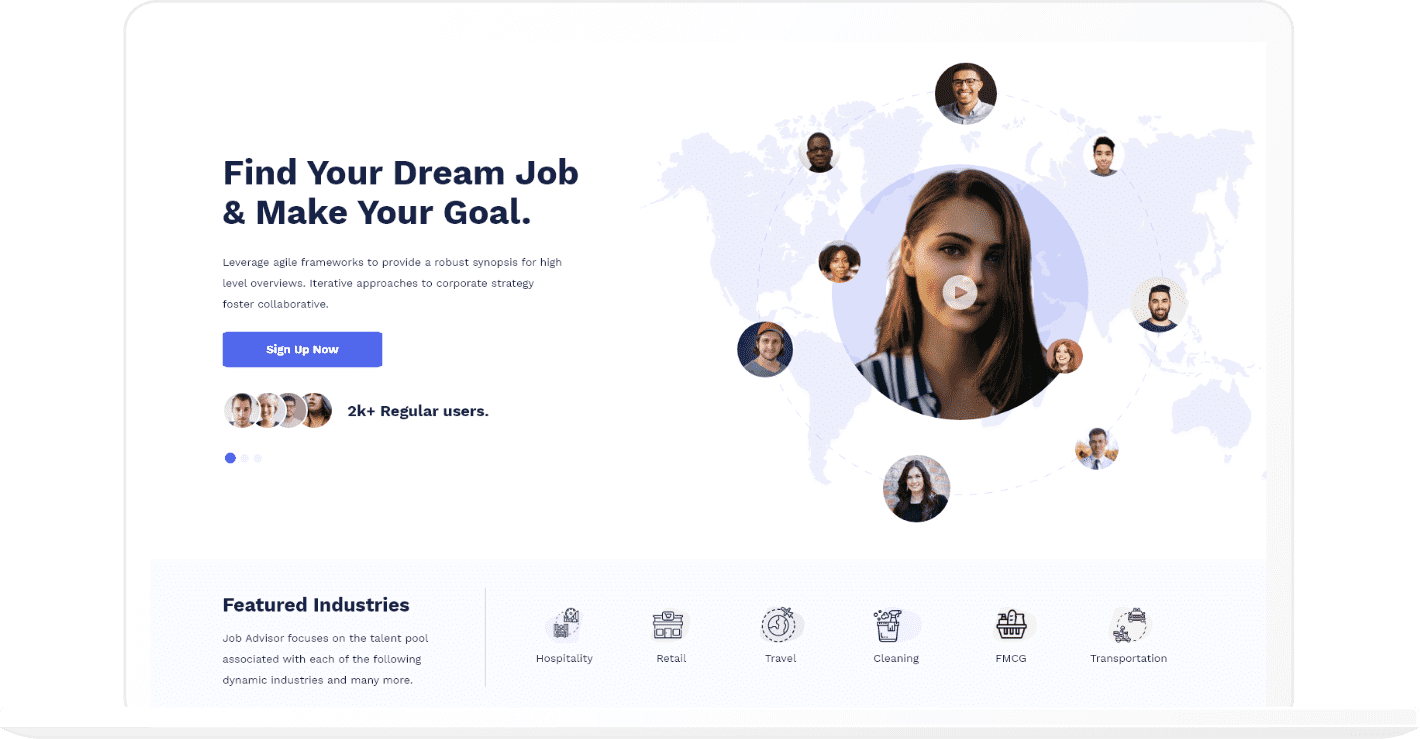 Find Your Dream Job
& Make Your Goal.
Leverage agile frameworks to provide a robust synopsis for high
level overviews. Iterative approaches to corporate strategy
foster collaborative.
Sign Up Now
2k+ Regular users.
Featured Industries
Job Advisor focuses on the talent pool
associated with each of the following
dynamic industries and many more.
Hospitality
Retail
Travel
Cleaning
FMCG
Transportation